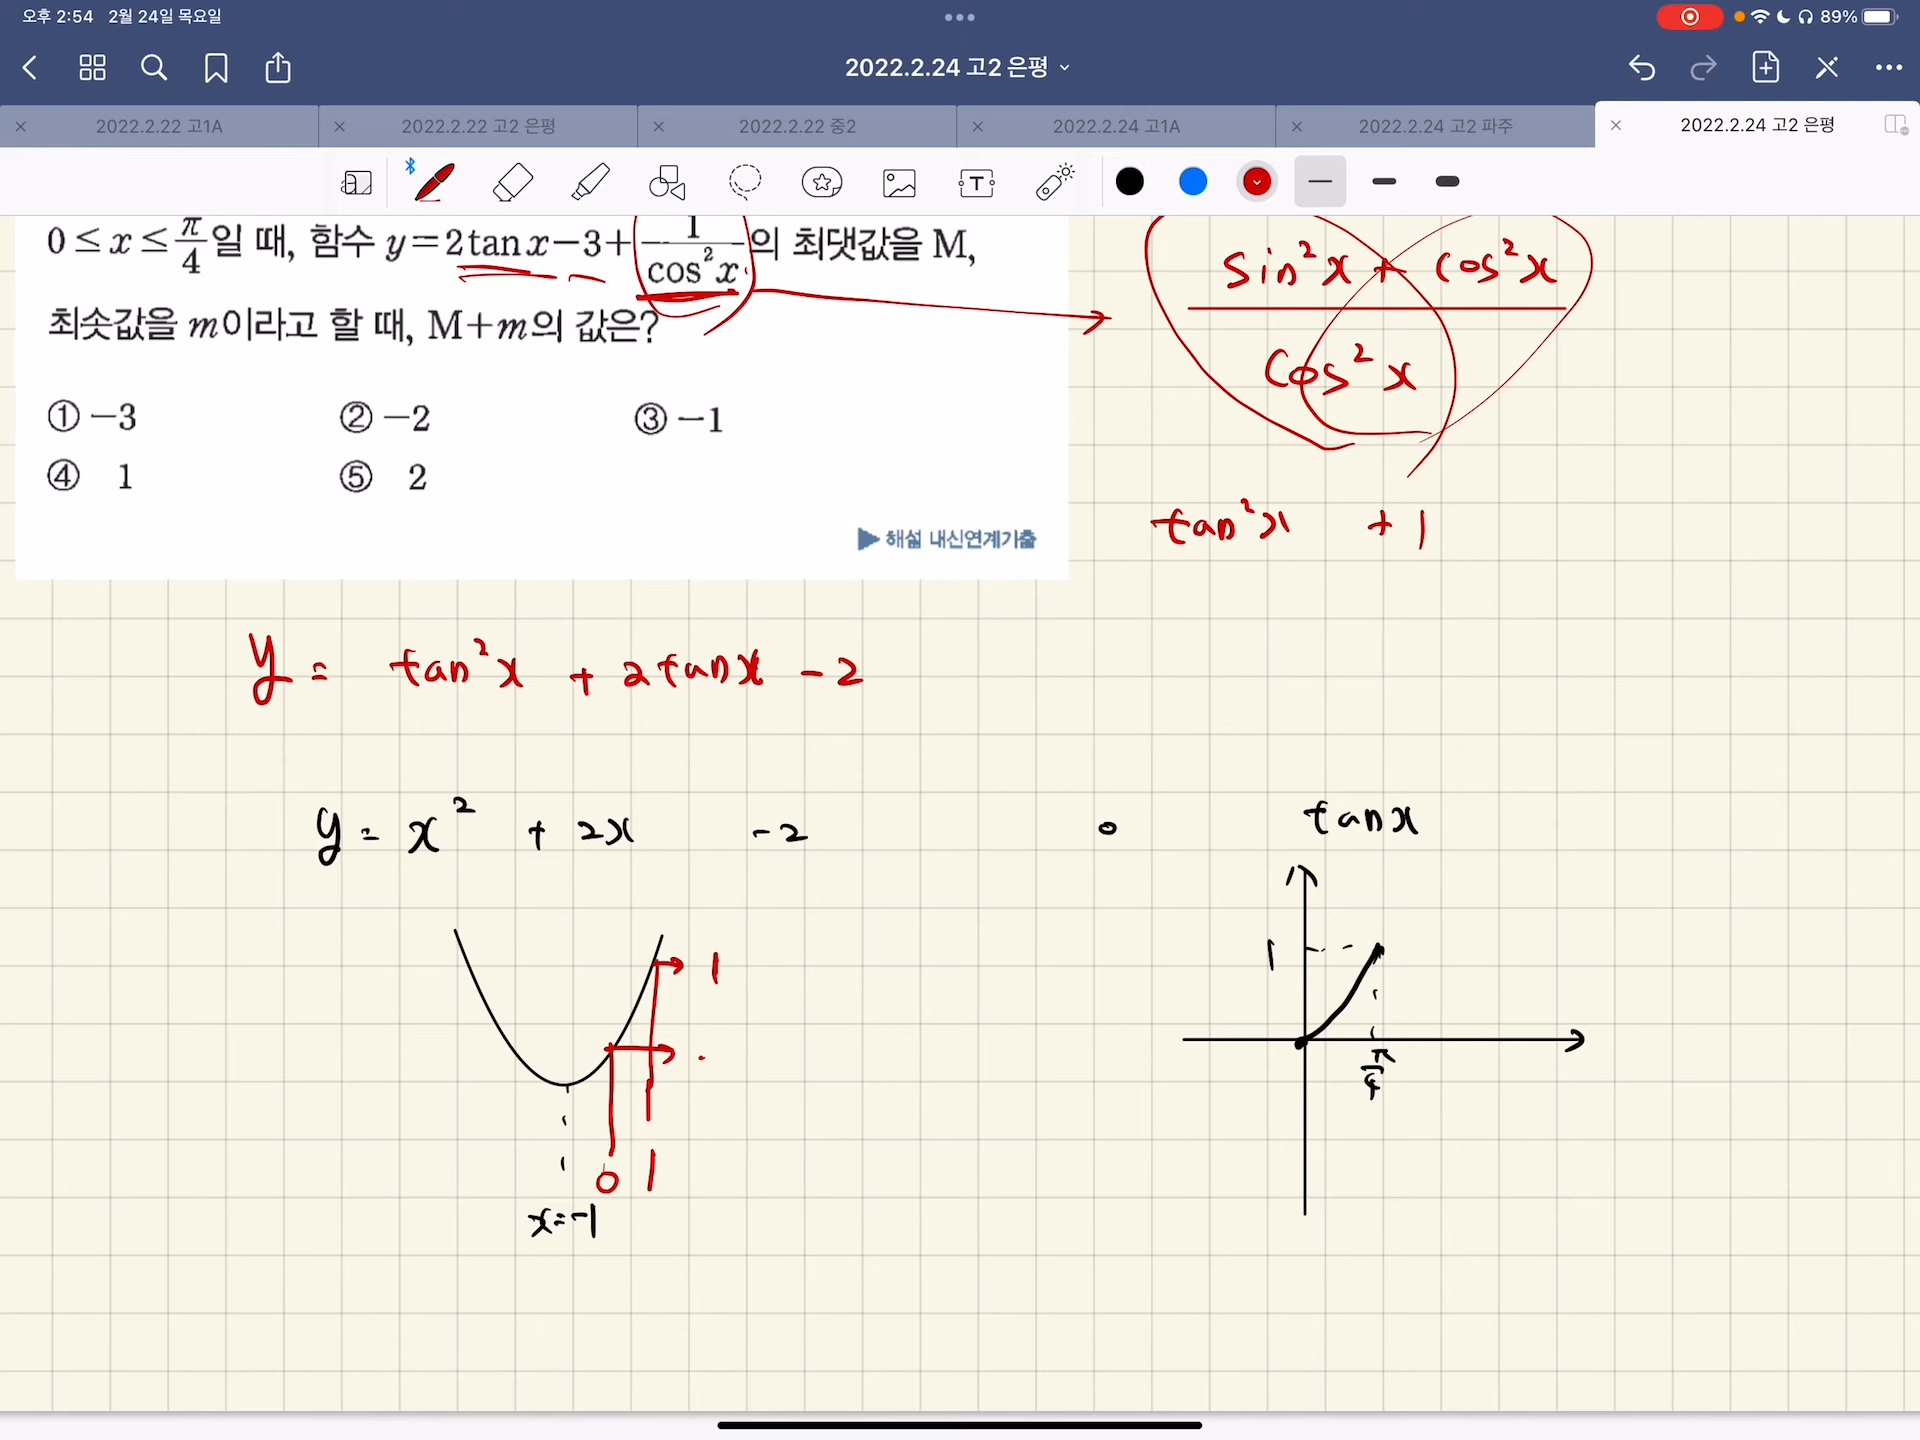 오후 2:54 2월 24일 목요일
89%
2022.2.24 고2 은평
2022.2.22 고1A
2022.2.22 고2 은평
2022.2.22 중2
2022.2.24 고1A
2022.2.24 고2 파주
2022.2.24 고2 은평
0≤x≤π/4일 때, 함수 y=2tanx−3+1/cos²x의 최댓값을 M,
최솟값을 m이라고 할 때, M+m의 값은?
① −3 ② −2 ③ −1
④ 1 ⑤ 2
▶ 해설 내신연계기출
sin²x + cos²x
cos²x
tan²x + 1
y = tan²x + 2tanx −2
y = x² + 2x −2
0 tanx
1
1
π/4
0 1
x=−1